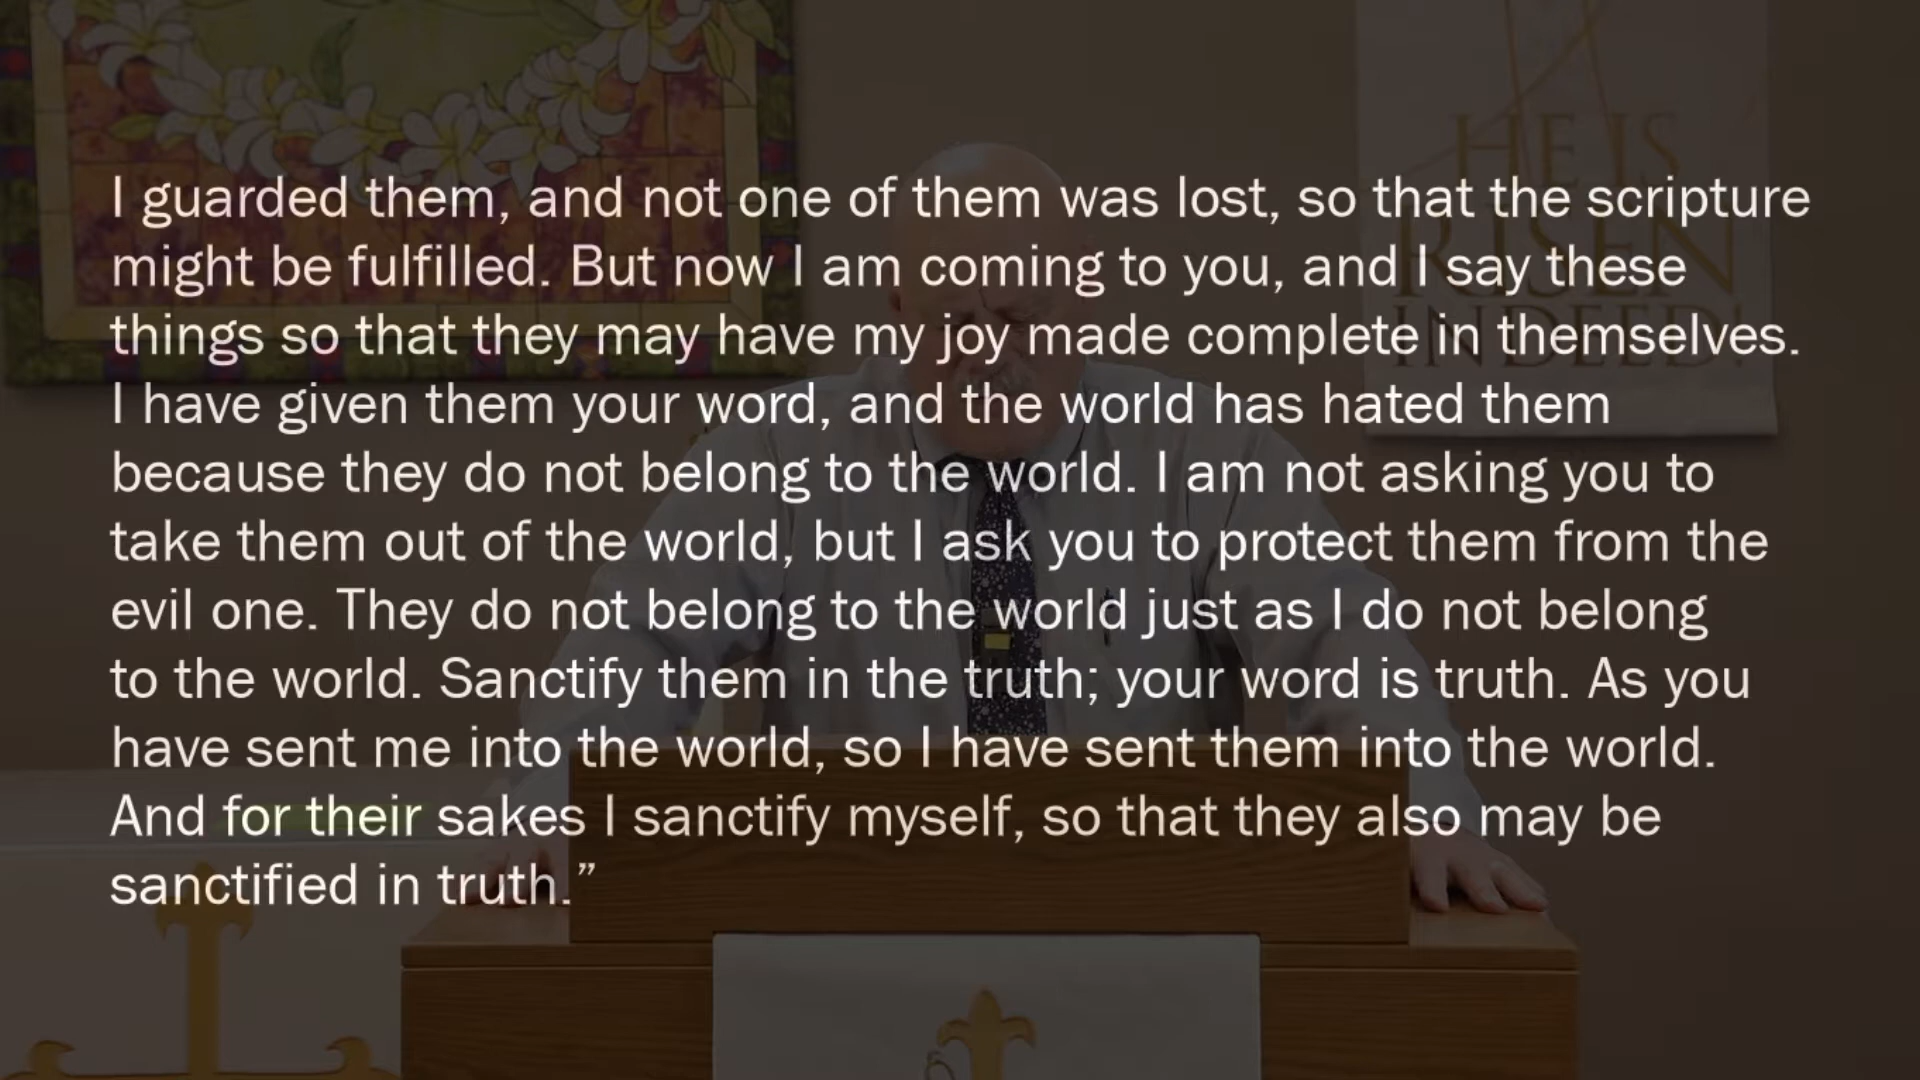 I guarded them, and not one of them was lost, so that the scripture
might be fulfilled. But now I am coming to you, and I say these
things so that they may have my joy made complete in themselves.
I have given them your word, and the world has hated them
because they do not belong to the world. I am not asking you to
take them out of the world, but I ask you to protect them from the
evil one. They do not belong to the world just as I do not belong
to the world. Sanctify them in the truth; your word is truth. As you
have sent me into the world, so I have sent them into the world.
And for their sakes I sanctify myself, so that they also may be
sanctified in truth.”
HE IS
RISEN
INDEED!